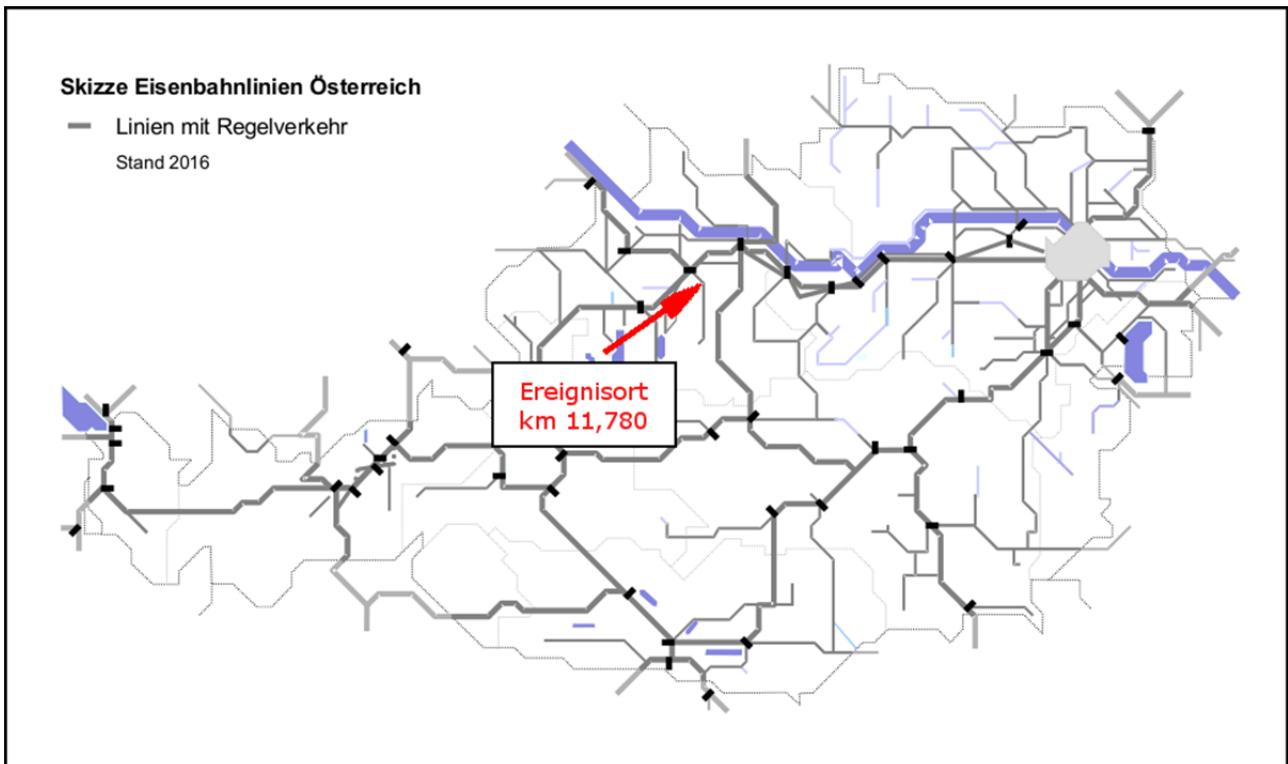 Skizze Eisenbahnlinien Österreich
Linien mit Regelverkehr
Stand 2016
Ereignisort
km 11,780